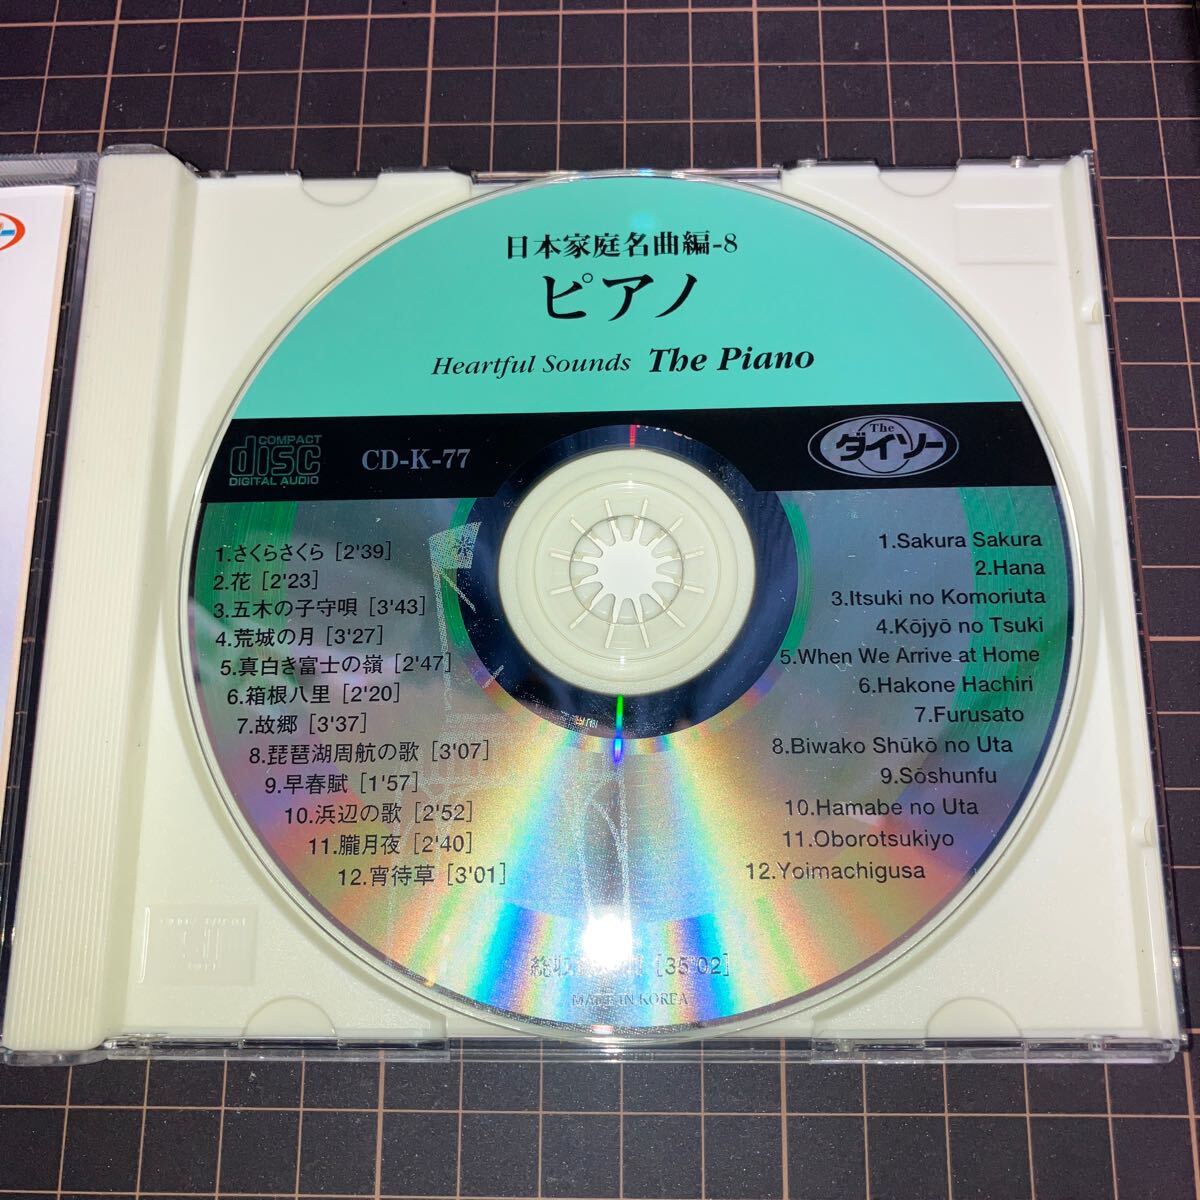 日本家庭名曲編-8
ピアノ
Heartful Sounds The Piano
COMPACT
disc
DIGITAL AUDIO
CD-K-77
The
ダイソー
1.さくらさくら [2'39]
2.花 [2'23]
3.五木の子守唄 [3'43]
4.荒城の月 [3'27]
5.真白き富士の嶺 [2'47]
6.箱根八里 [2'20]
7.故郷 [3'37]
8.琵琶湖周航の歌 [3'07]
9.早春賦 [1'57]
10.浜辺の歌 [2'52]
11.朧月夜 [2'40]
12.宵待草 [3'01]
1.Sakura Sakura
2.Hana
3.Itsuki no Komoriuta
4.Kōjyō no Tsuki
5.When We Arrive at Home
6.Hakone Hachiri
7.Furusato
8.Biwako Shūkō no Uta
9.Sōshunfu
10.Hamabe no Uta
11.Oborotsukiyo
12.Yoimachigusa
総収 [35'02]
MADE IN KOREA